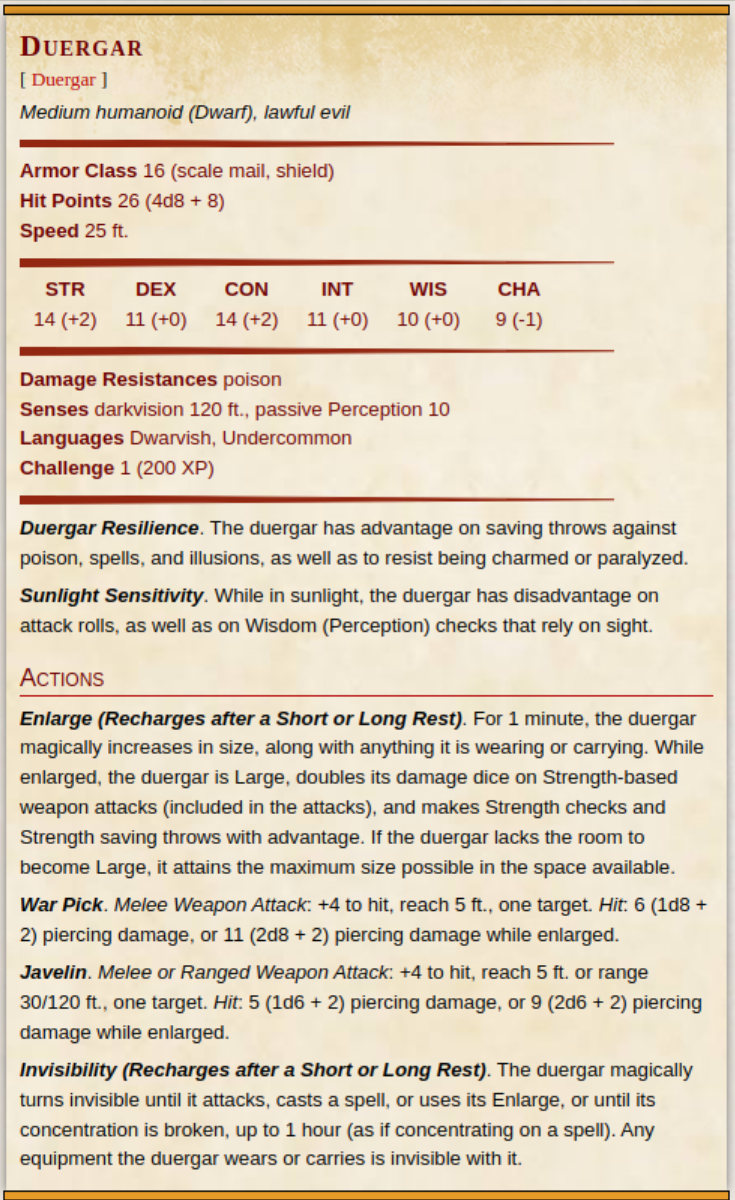 Duergar
[ Duergar ]
Medium humanoid (Dwarf), lawful evil
Armor Class 16 (scale mail, shield)
Hit Points 26 (4d8 + 8)
Speed 25 ft.
STR DEX CON INT WIS CHA
14 (+2) 11 (+0) 14 (+2) 11 (+0) 10 (+0) 9 (-1)
Damage Resistances poison
Senses darkvision 120 ft., passive Perception 10
Languages Dwarvish, Undercommon
Challenge 1 (200 XP)
Duergar Resilience. The duergar has advantage on saving throws against
poison, spells, and illusions, as well as to resist being charmed or paralyzed.
Sunlight Sensitivity. While in sunlight, the duergar has disadvantage on
attack rolls, as well as on Wisdom (Perception) checks that rely on sight.
Actions
Enlarge (Recharges after a Short or Long Rest). For 1 minute, the duergar
magically increases in size, along with anything it is wearing or carrying. While
enlarged, the duergar is Large, doubles its damage dice on Strength-based
weapon attacks (included in the attacks), and makes Strength checks and
Strength saving throws with advantage. If the duergar lacks the room to
become Large, it attains the maximum size possible in the space available.
War Pick. Melee Weapon Attack: +4 to hit, reach 5 ft., one target. Hit: 6 (1d8 +
2) piercing damage, or 11 (2d8 + 2) piercing damage while enlarged.
Javelin. Melee or Ranged Weapon Attack: +4 to hit, reach 5 ft. or range
30/120 ft., one target. Hit: 5 (1d6 + 2) piercing damage, or 9 (2d6 + 2) piercing
damage while enlarged.
Invisibility (Recharges after a Short or Long Rest). The duergar magically
turns invisible until it attacks, casts a spell, or uses its Enlarge, or until its
concentration is broken, up to 1 hour (as if concentrating on a spell). Any
equipment the duergar wears or carries is invisible with it.